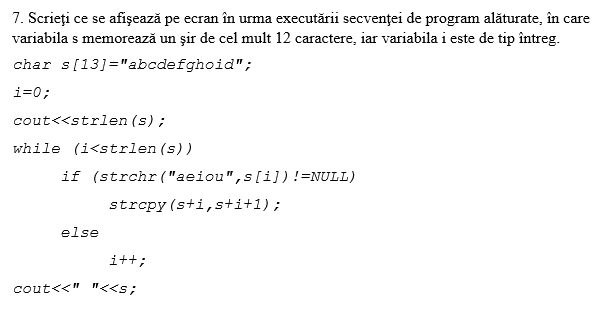 7. Scrieţi ce se afişează pe ecran în urma executării secvenţei de program alăturate, în care
variabila s memorează un şir de cel mult 12 caractere, iar variabila i este de tip întreg.
char s[13]="abcdefghoid";
i=0;
cout<<strlen(s);
while (i<strlen(s))
if (strchr("aeiou",s[i])!=NULL)
strcpy(s+i,s+i+1);
else
i++;
cout<<" "<<s;